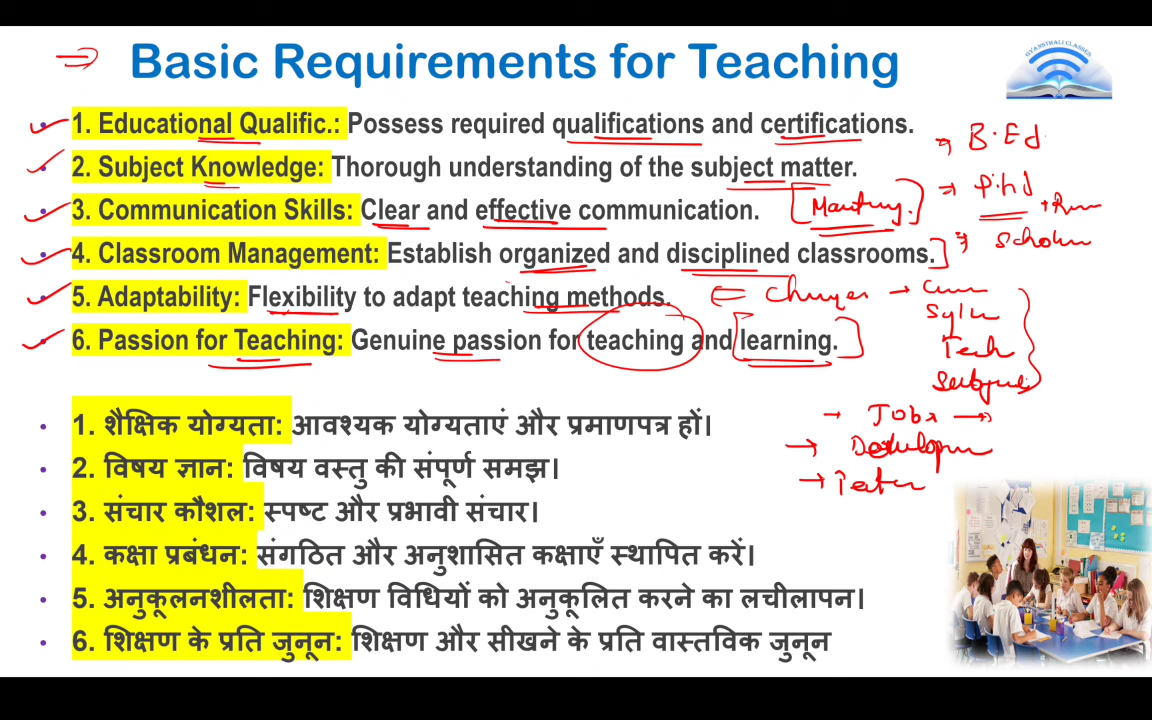 Basic Requirements for Teaching
GYANSTHALI CLASSES
• 1. Educational Qualific.: Possess required qualifications and certifications.
• 2. Subject Knowledge: Thorough understanding of the subject matter.
• 3. Communication Skills: Clear and effective communication.
• 4. Classroom Management: Establish organized and disciplined classrooms.
• 5. Adaptability: Flexibility to adapt teaching methods.
• 6. Passion for Teaching: Genuine passion for teaching and learning.
B.Ed
P.hd
Tech
Jobs
• 1. शैक्षिक योग्यता: आवश्यक योग्यताएं और प्रमाणपत्र हों।
• 2. विषय ज्ञान: विषय वस्तु की संपूर्ण समझ।
• 3. संचार कौशल: स्पष्ट और प्रभावी संचार।
• 4. कक्षा प्रबंधन: संगठित और अनुशासित कक्षाएँ स्थापित करें।
• 5. अनुकूलनशीलता: शिक्षण विधियों को अनुकूलित करने का लचीलापन।
• 6. शिक्षण के प्रति जुनून: शिक्षण और सीखने के प्रति वास्तविक जुनून